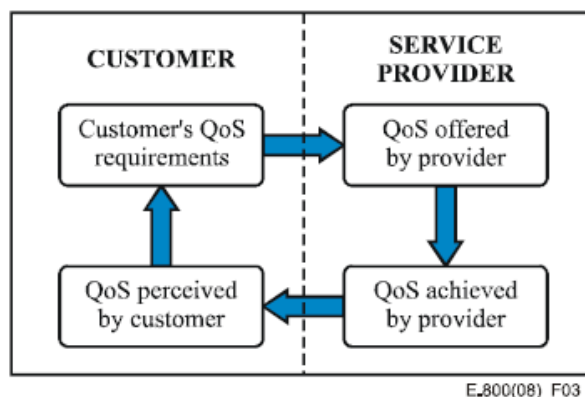 CUSTOMER
SERVICE
PROVIDER
Customer's QoS
requirements
QoS offered
by provider
QoS perceived
by customer
QoS achieved
by provider
E.800(08)_F03